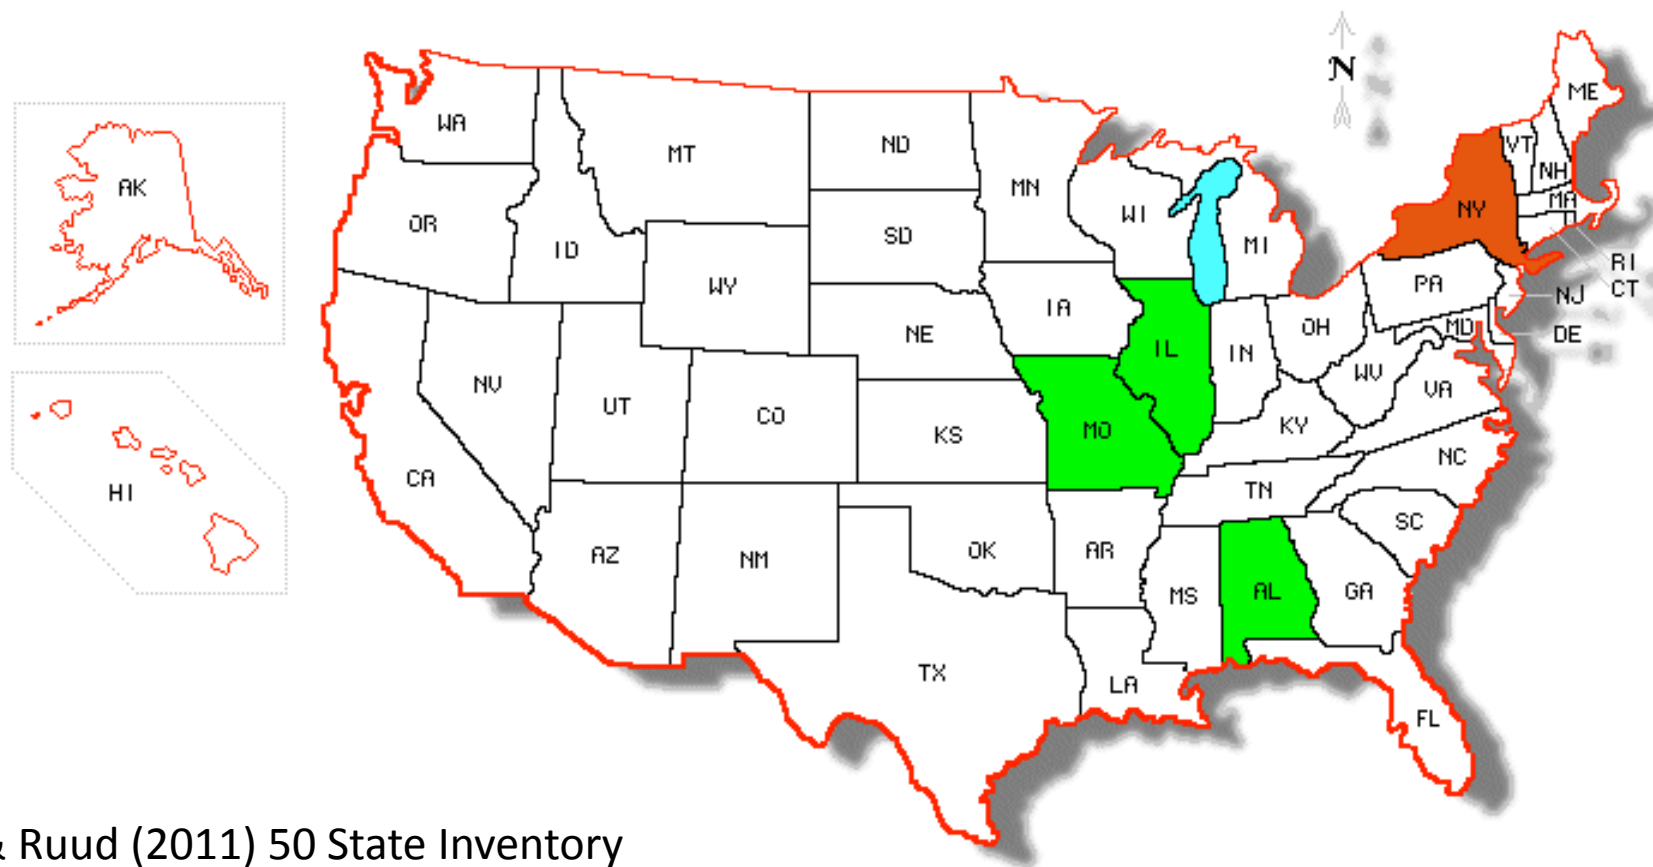 N
ME
WA
VT
MT
ND
NH
AK
MN
MA
OR
WI
NY
SD
MI
ID
RI
WY
PA
CT
NJ
IA
OH
MD
DE
NE
IL
IN
WV
NV
VA
UT
CO
KY
MO
KS
NC
CA
TN
HI
SC
AZ
NM
OK
AR
MS
AL
GA
TX
LA
FL
& Ruud (2011) 50 State Inventory